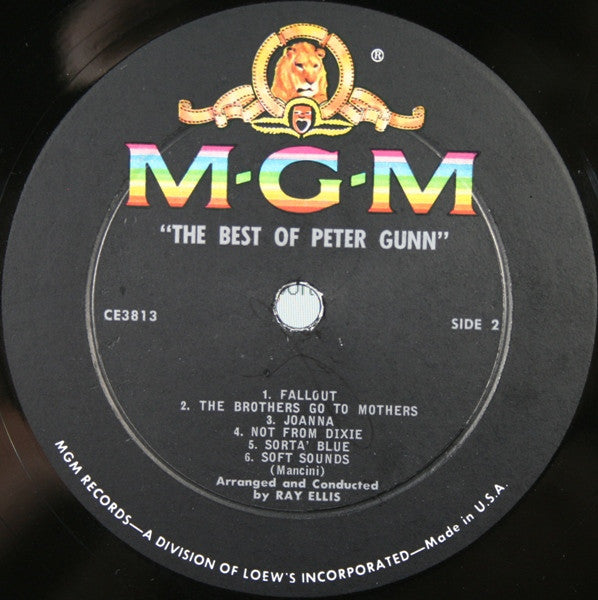 ®
M·G·M
"THE BEST OF PETER GUNN"
CE3813
SIDE 2
1. FALLOUT
2. THE BROTHERS GO TO MOTHERS
3. JOANNA
4. NOT FROM DIXIE
5. SORTA' BLUE
6. SOFT SOUNDS
(Mancini)
Arranged and Conducted
by RAY ELLIS
MGM RECORDS—A DIVISION OF LOEW'S INCORPORATED—Made in U.S.A.